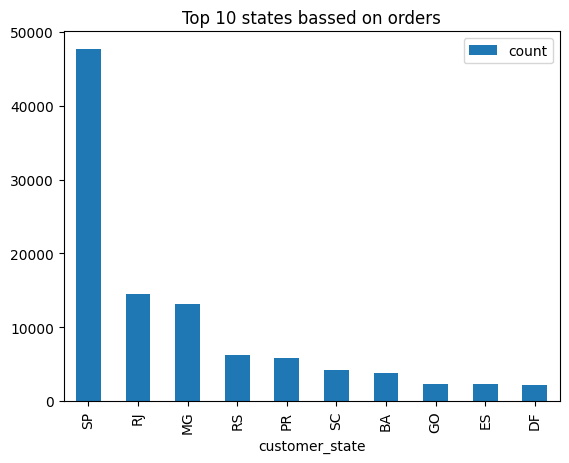 Top 10 states bassed on orders
count
50000
40000
30000
20000
10000
0
SP RJ MG RS PR SC BA GO ES DF
customer_state